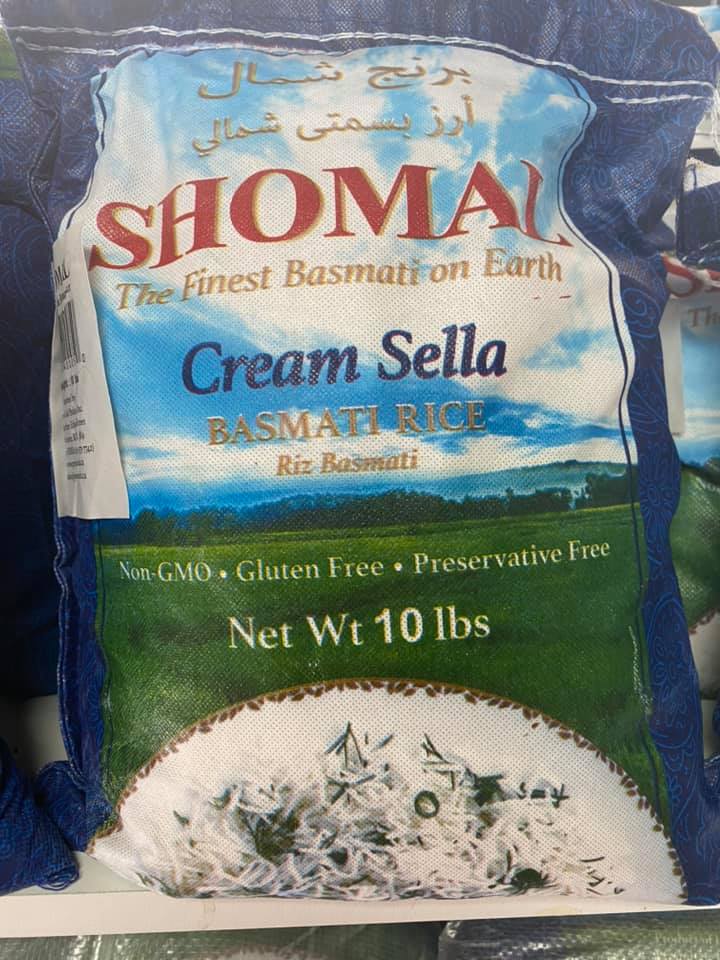 برنج شمال
أرز بسمتى شمالي
SHOMAL
The Finest Basmati on Earth
Cream Sella
BASMATI RICE
Riz Basmati
Non-GMO • Gluten Free • Preservative Free
Net Wt 10 lbs